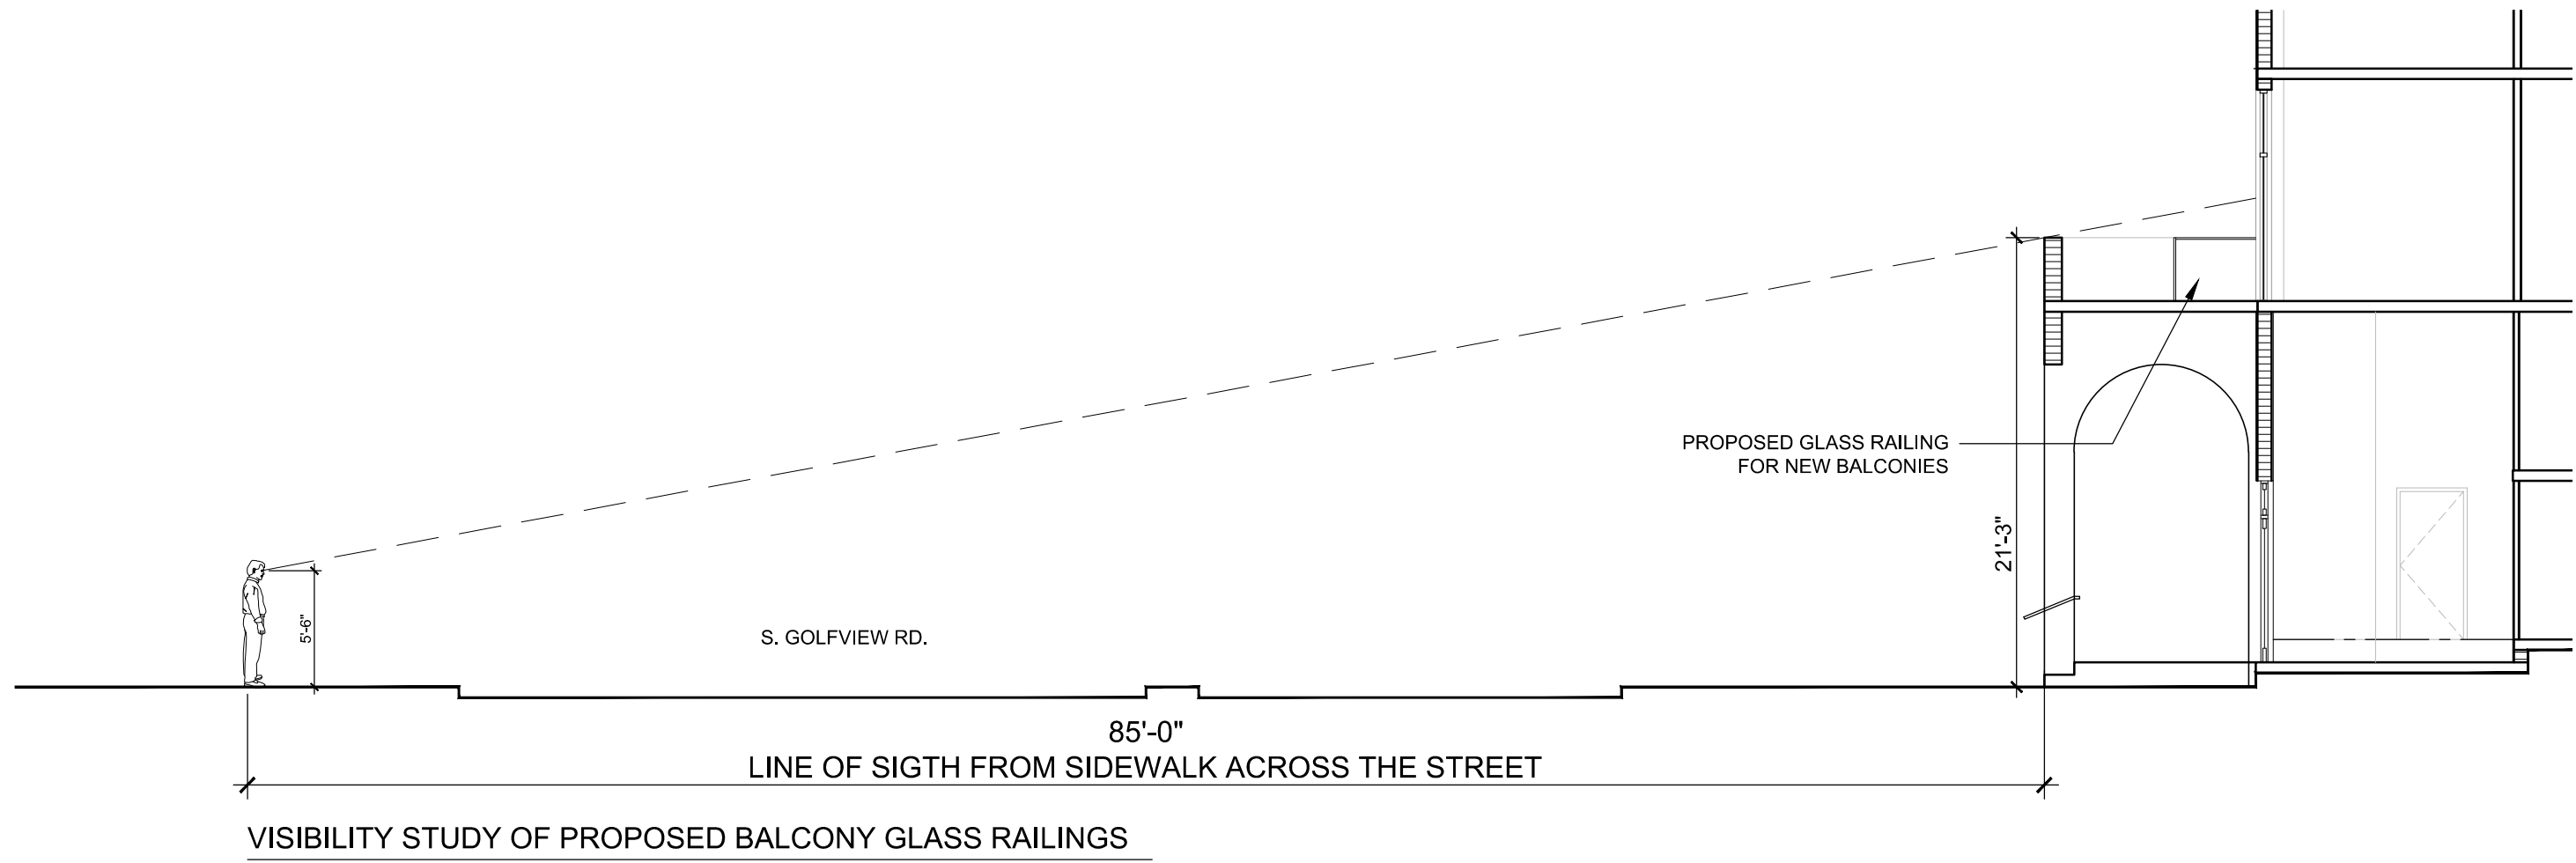 PROPOSED GLASS RAILING
FOR NEW BALCONIES
21'-3"
5'-6"
S. GOLFVIEW RD.
85'-0"
LINE OF SIGTH FROM SIDEWALK ACROSS THE STREET
VISIBILITY STUDY OF PROPOSED BALCONY GLASS RAILINGS